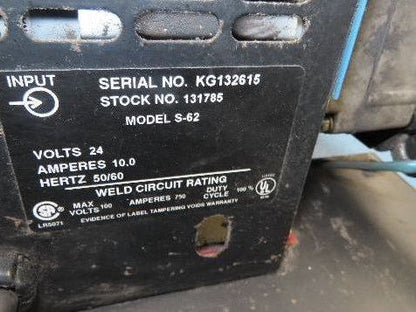 INPUT
SERIAL NO. KG132615
STOCK NO. 131785
MODEL S-62
VOLTS 24
AMPERES 10.0
HERTZ 50/60
WELD CIRCUIT RATING
MAX VOLTS 100 AMPERES 750 DUTY CYCLE 100 %
LR5071
EVIDENCE OF LABEL TAMPERING VOIDS WARRANTY